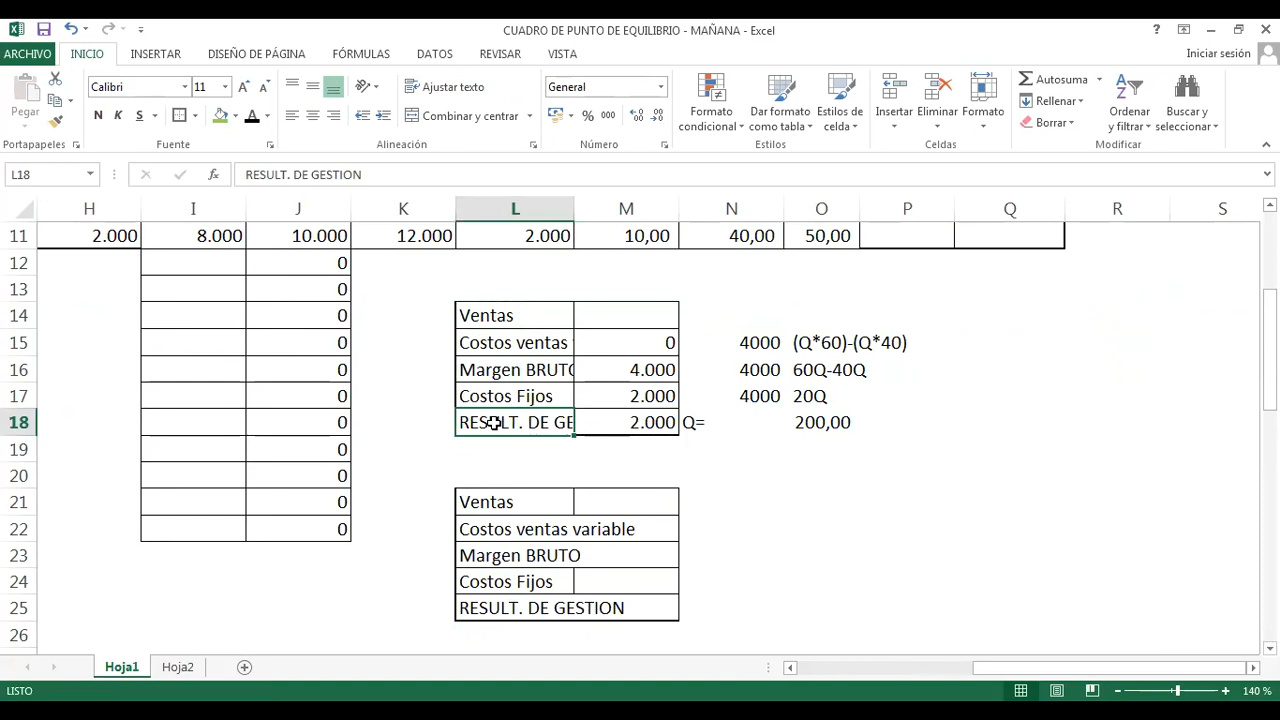 CUADRO DE PUNTO DE EQUILIBRIO - MAÑANA - Excel
ARCHIVO INICIO INSERTAR DISEÑO DE PÁGINA FÓRMULAS DATOS REVISAR VISTA Iniciar sesión
Pegar Calibri 11 Ajustar texto General Formato condicional Dar formato como tabla Estilos de celda Insertar Eliminar Formato Autosuma Ordenar y filtrar Buscar y seleccionar
Rellenar
N K S A Combinar y centrar % 000 Borrar
Portapapeles Fuente Alineación Número Estilos Celdas Modificar
L18 fx RESULT. DE GESTION
H I J K L M N O P Q R S
11 2.000 8.000 10.000 12.000 2.000 10,00 40,00 50,00
12 0
13 0
14 0 Ventas
15 0 Costos ventas 0 4000 (Q*60)-(Q*40)
16 0 Margen BRUTO 4.000 4000 60Q-40Q
17 0 Costos Fijos 2.000 4000 20Q
18 0 RESULT. DE GE 2.000 Q= 200,00
19 0
20 0
21 0 Ventas
22 0 Costos ventas variable
23 Margen BRUTO
24 Costos Fijos
25 RESULT. DE GESTION
26
Hoja1 Hoja2
LISTO 140 %